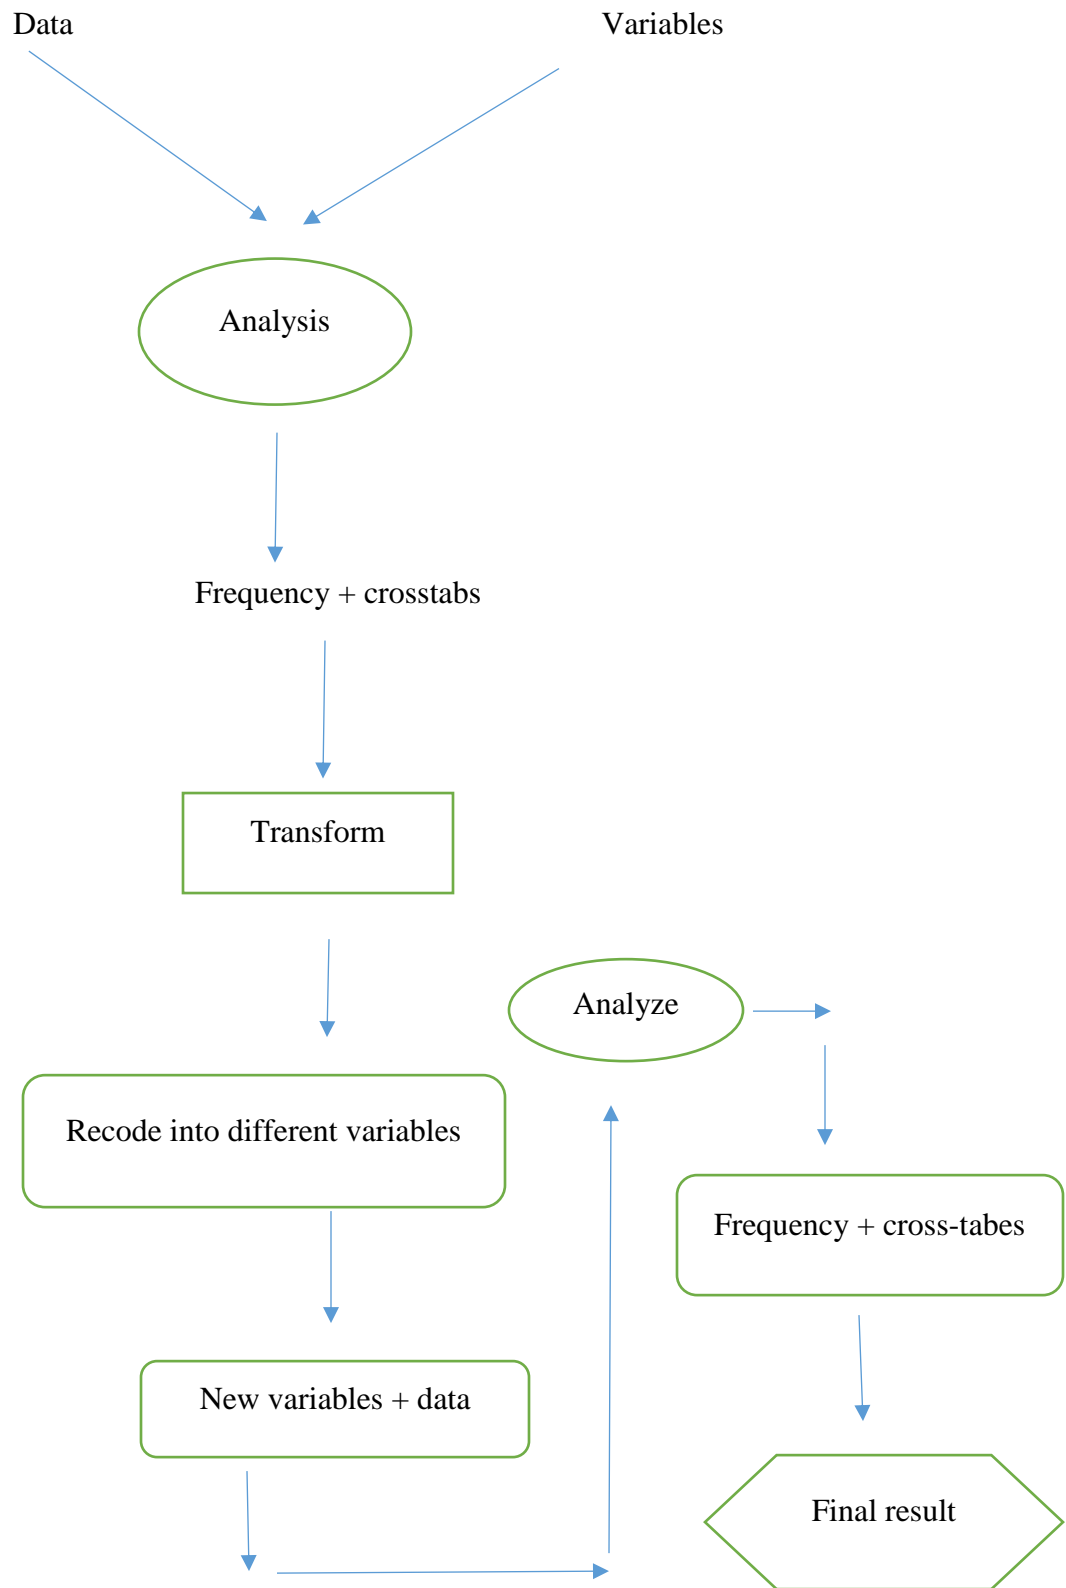 Data
Variables
Analysis
Frequency + crosstabs
Transform
Recode into different variables
New variables + data
Analyze
Frequency + cross-tabes
Final result